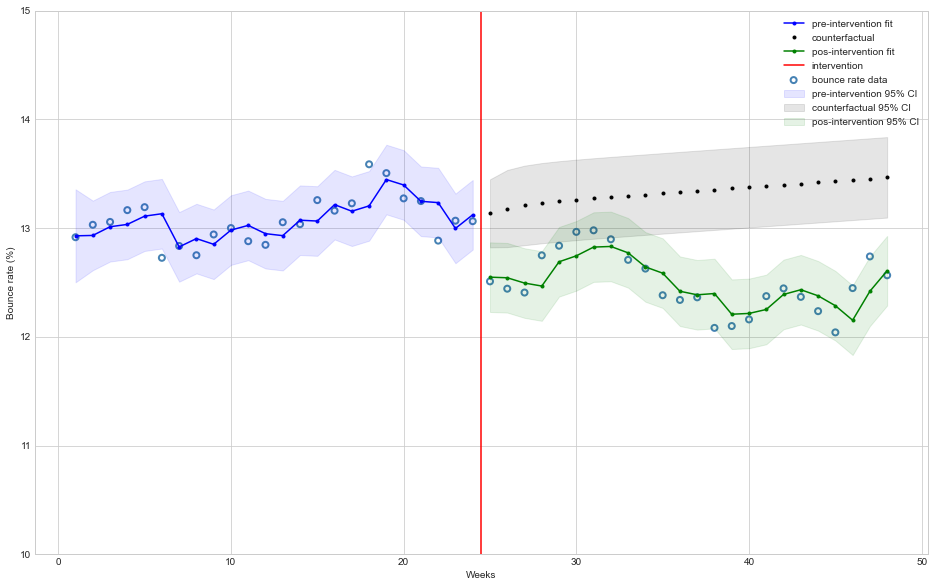 15
14
13
12
11
10
Bounce rate (%)
0
10
20
30
40
50
Weeks
pre-intervention fit
counterfactual
pos-intervention fit
intervention
bounce rate data
pre-intervention 95% CI
counterfactual 95% CI
pos-intervention 95% CI